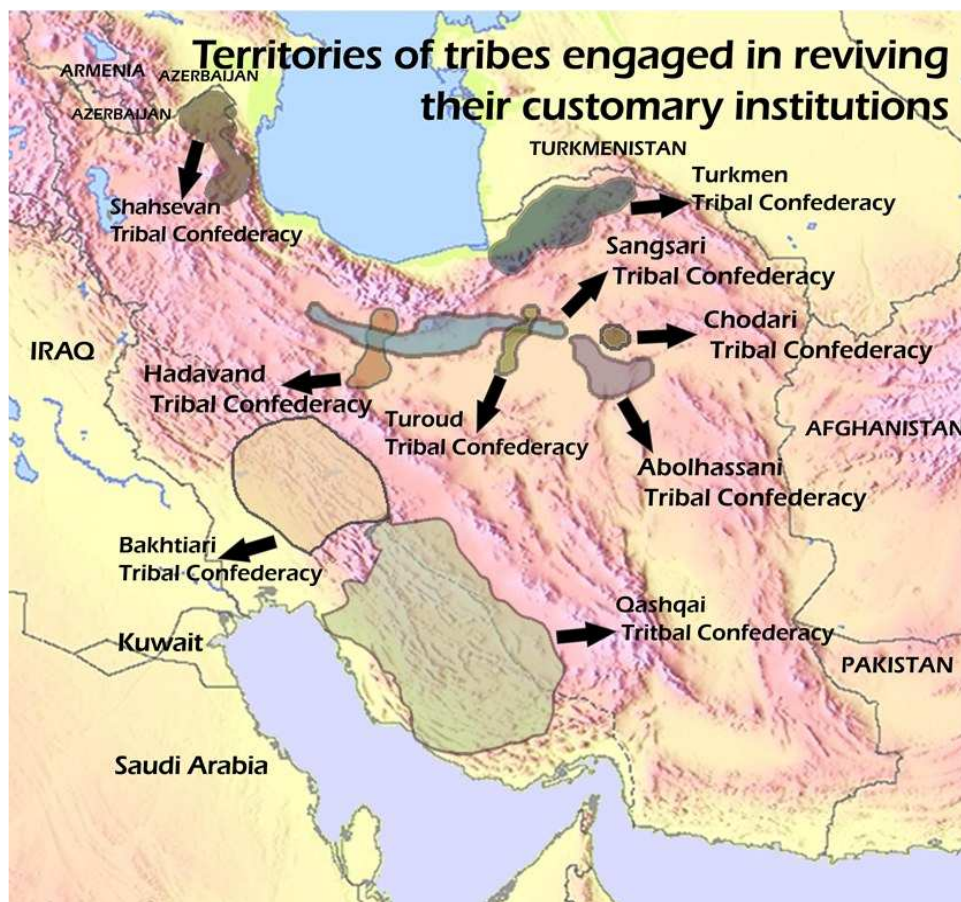 Territories of tribes engaged in reviving
their customary institutions
ARMENIA
AZERBAIJAN
AZERBAIJAN
TURKMENISTAN
Turkmen
Tribal Confederacy
Shahsevan
Tribal Confederacy
Sangsari
Tribal Confederacy
Chodari
Tribal Confederacy
IRAQ
Hadavand
Tribal Confederacy
Turoud
Tribal Confederacy
AFGHANISTAN
Abolhassani
Tribal Confederacy
Bakhtiari
Tribal Confederacy
Qashqai
Tritbal Confederacy
Kuwait
PAKISTAN
Saudi Arabia